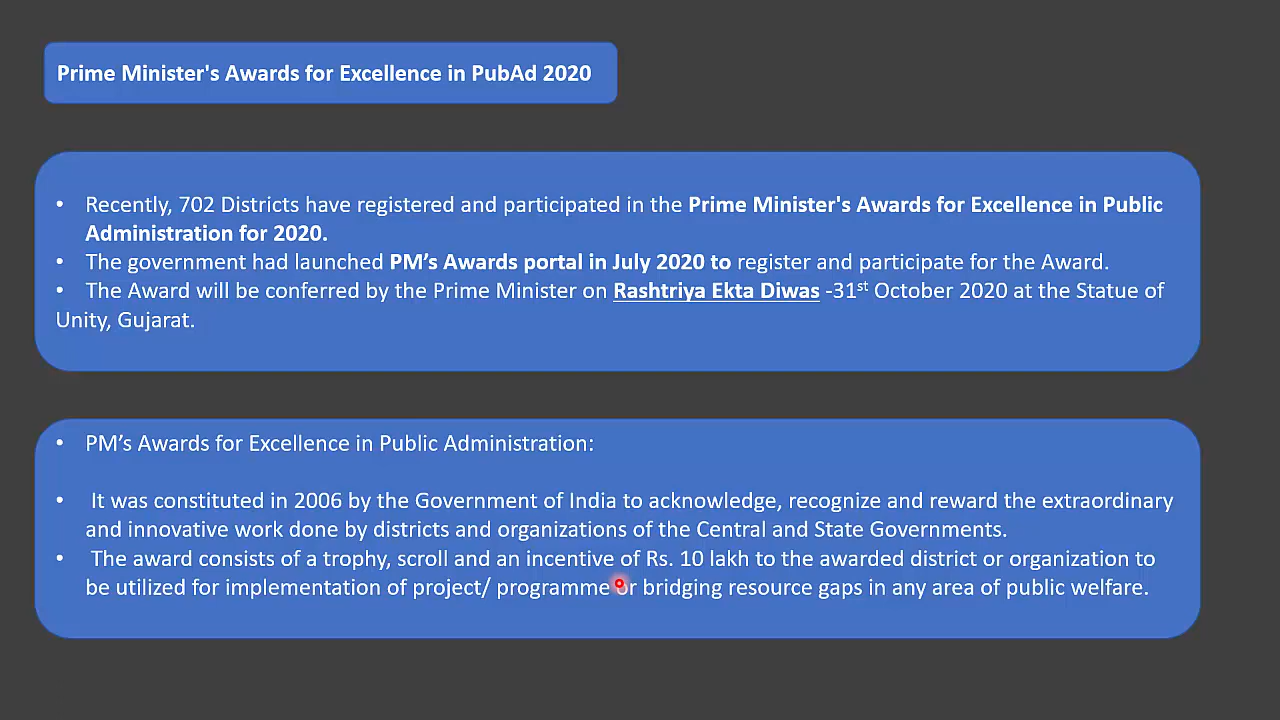 Prime Minister's Awards for Excellence in PubAd 2020
• Recently, 702 Districts have registered and participated in the Prime Minister's Awards for Excellence in Public
Administration for 2020.
• The government had launched PM’s Awards portal in July 2020 to register and participate for the Award.
• The Award will be conferred by the Prime Minister on Rashtriya Ekta Diwas -31st October 2020 at the Statue of
Unity, Gujarat.
• PM’s Awards for Excellence in Public Administration:
• It was constituted in 2006 by the Government of India to acknowledge, recognize and reward the extraordinary
and innovative work done by districts and organizations of the Central and State Governments.
• The award consists of a trophy, scroll and an incentive of Rs. 10 lakh to the awarded district or organization to
be utilized for implementation of project/ programme or bridging resource gaps in any area of public welfare.